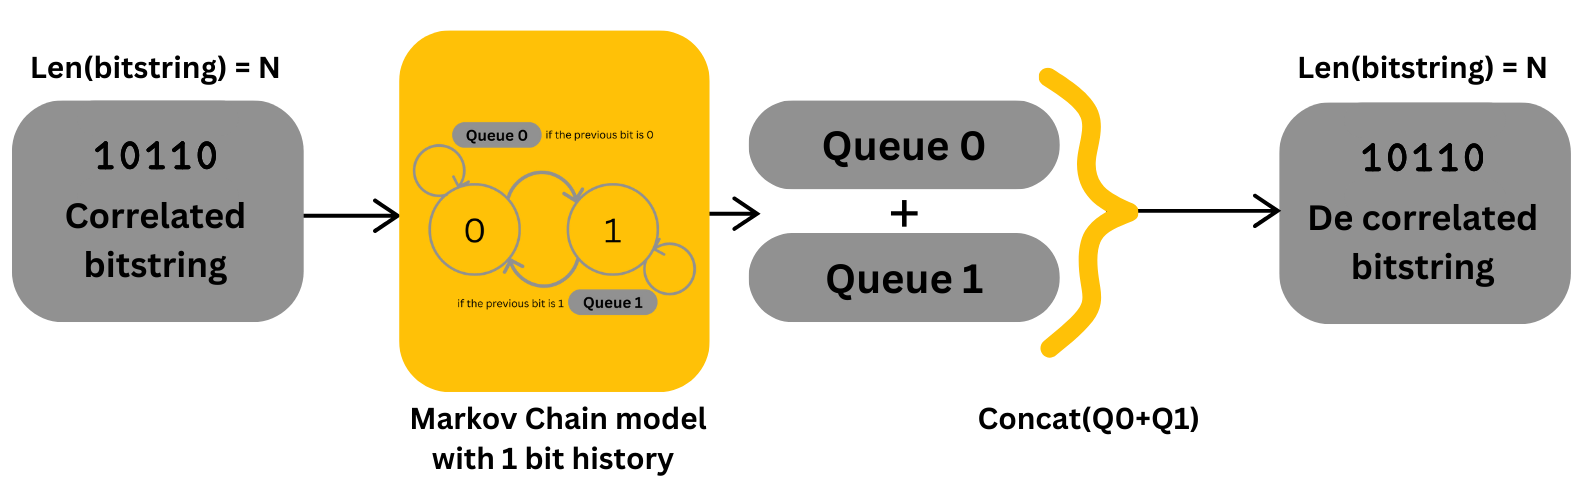 Len(bitstring) = N
10110
Correlated
bitstring
Queue 0 if the previous bit is 0
0
1
if the previous bit is 1 Queue 1
Markov Chain model
with 1 bit history
Queue 0
+
Queue 1
Concat(Q0+Q1)
Len(bitstring) = N
10110
De correlated
bitstring